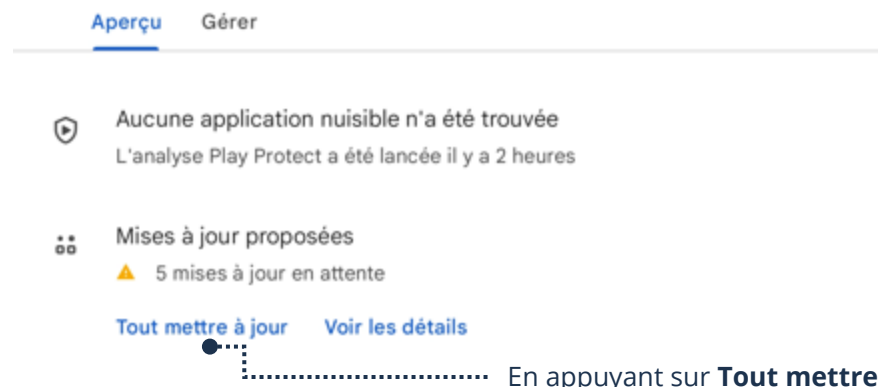 Aperçu Gérer
Aucune application nuisible n'a été trouvée
L'analyse Play Protect a été lancée il y a 2 heures
Mises à jour proposées
5 mises à jour en attente
Tout mettre à jour Voir les détails
En appuyant sur Tout mettre